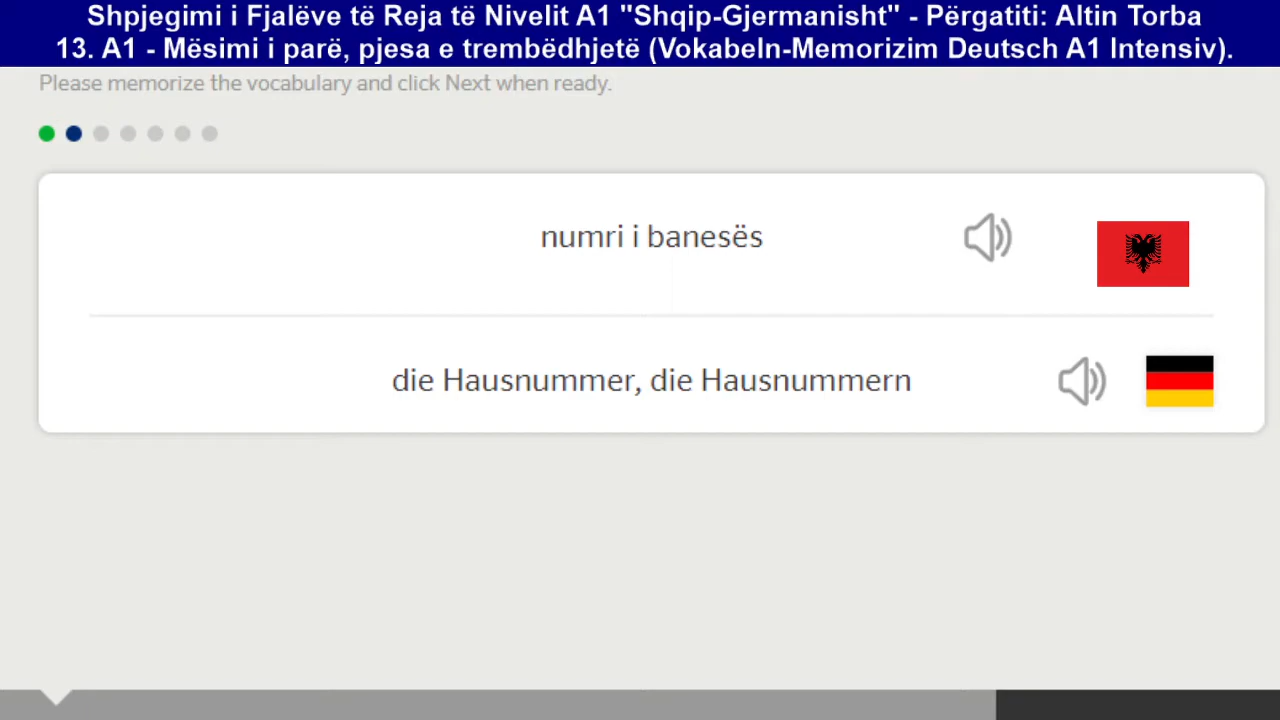 Shpjegimi i Fjalëve të Reja të Nivelit A1 "Shqip-Gjermanisht" - Përgatiti: Altin Torba
13. A1 - Mësimi i parë, pjesa e trembëdhjetë (Vokabeln-Memorizim Deutsch A1 Intensiv).
Please memorize the vocabulary and click Next when ready.
numri i banesës
die Hausnummer, die Hausnummern